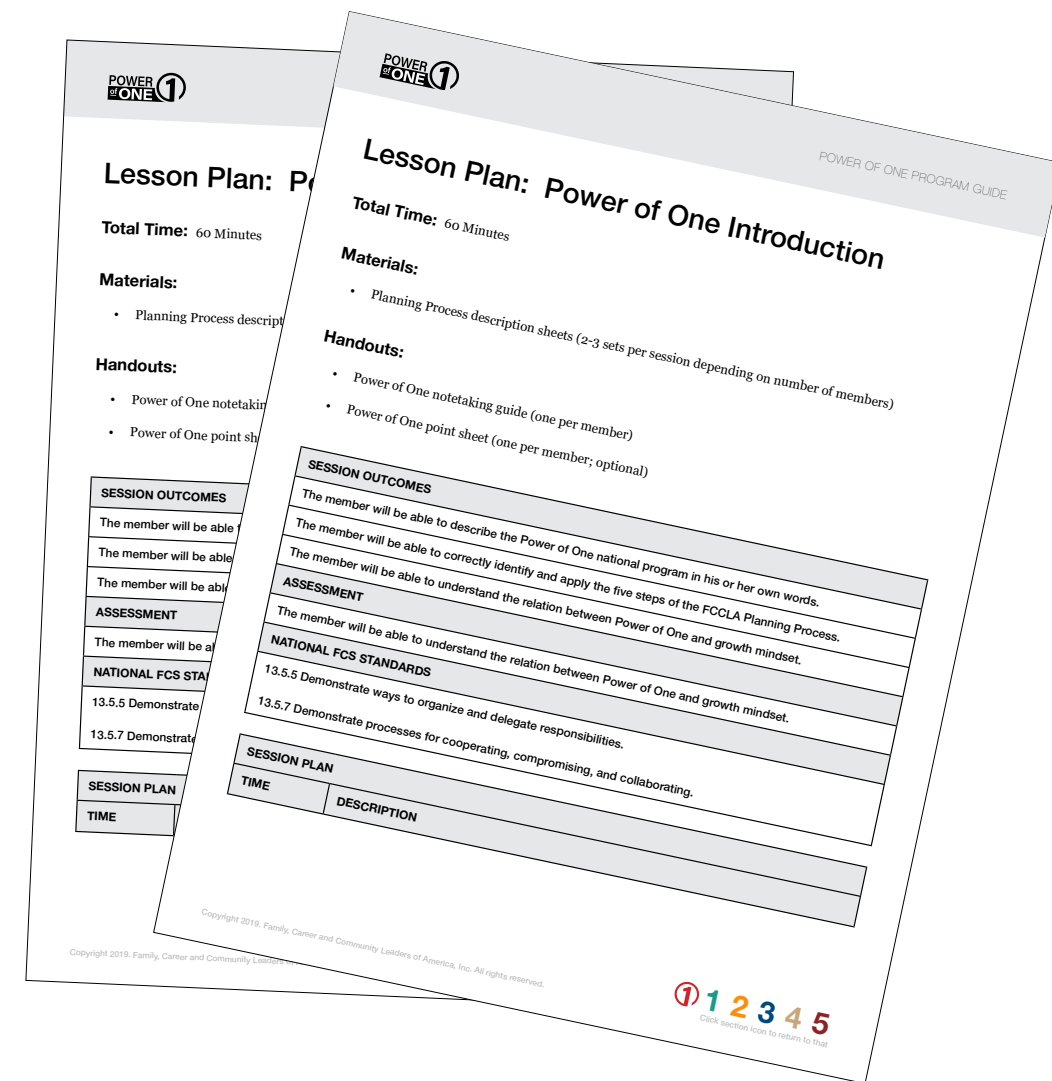 POWER
of ONE 1
Lesson Plan: Po
Total Time: 60 Minutes
Materials:
• Planning Process descript
Handouts:
• Power of One notetakin
• Power of One point sh
SESSION OUTCOMES
The member will be able
The member will be able
The member will be able
ASSESSMENT
The member will be
NATIONAL FCS STA
13.5.5 Demonstrate
13.5.7 Demonstrate
SESSION PLAN
TIME
Copyright 2019. Family, Career and Community Leaders
POWER
of ONE 1
POWER OF ONE PROGRAM GUIDE
Lesson Plan: Power of One Introduction
Total Time: 60 Minutes
Materials:
• Planning Process description sheets (2-3 sets per session depending on number of members)
Handouts:
• Power of One notetaking guide (one per member)
• Power of One point sheet (one per member; optional)
SESSION OUTCOMES
The member will be able to describe the Power of One national program in his or her own words.
The member will be able to correctly identify and apply the five steps of the FCCLA Planning Process.
The member will be able to understand the relation between Power of One and growth mindset.
ASSESSMENT
The member will be able to understand the relation between Power of One and growth mindset.
NATIONAL FCS STANDARDS
13.5.5 Demonstrate ways to organize and delegate responsibilities.
13.5.7 Demonstrate processes for cooperating, compromising, and collaborating.
SESSION PLAN
TIME DESCRIPTION
Copyright 2019. Family, Career and Community Leaders of America, Inc. All rights reserved.
1 1 2 3 4 5
Click section icon to return to that